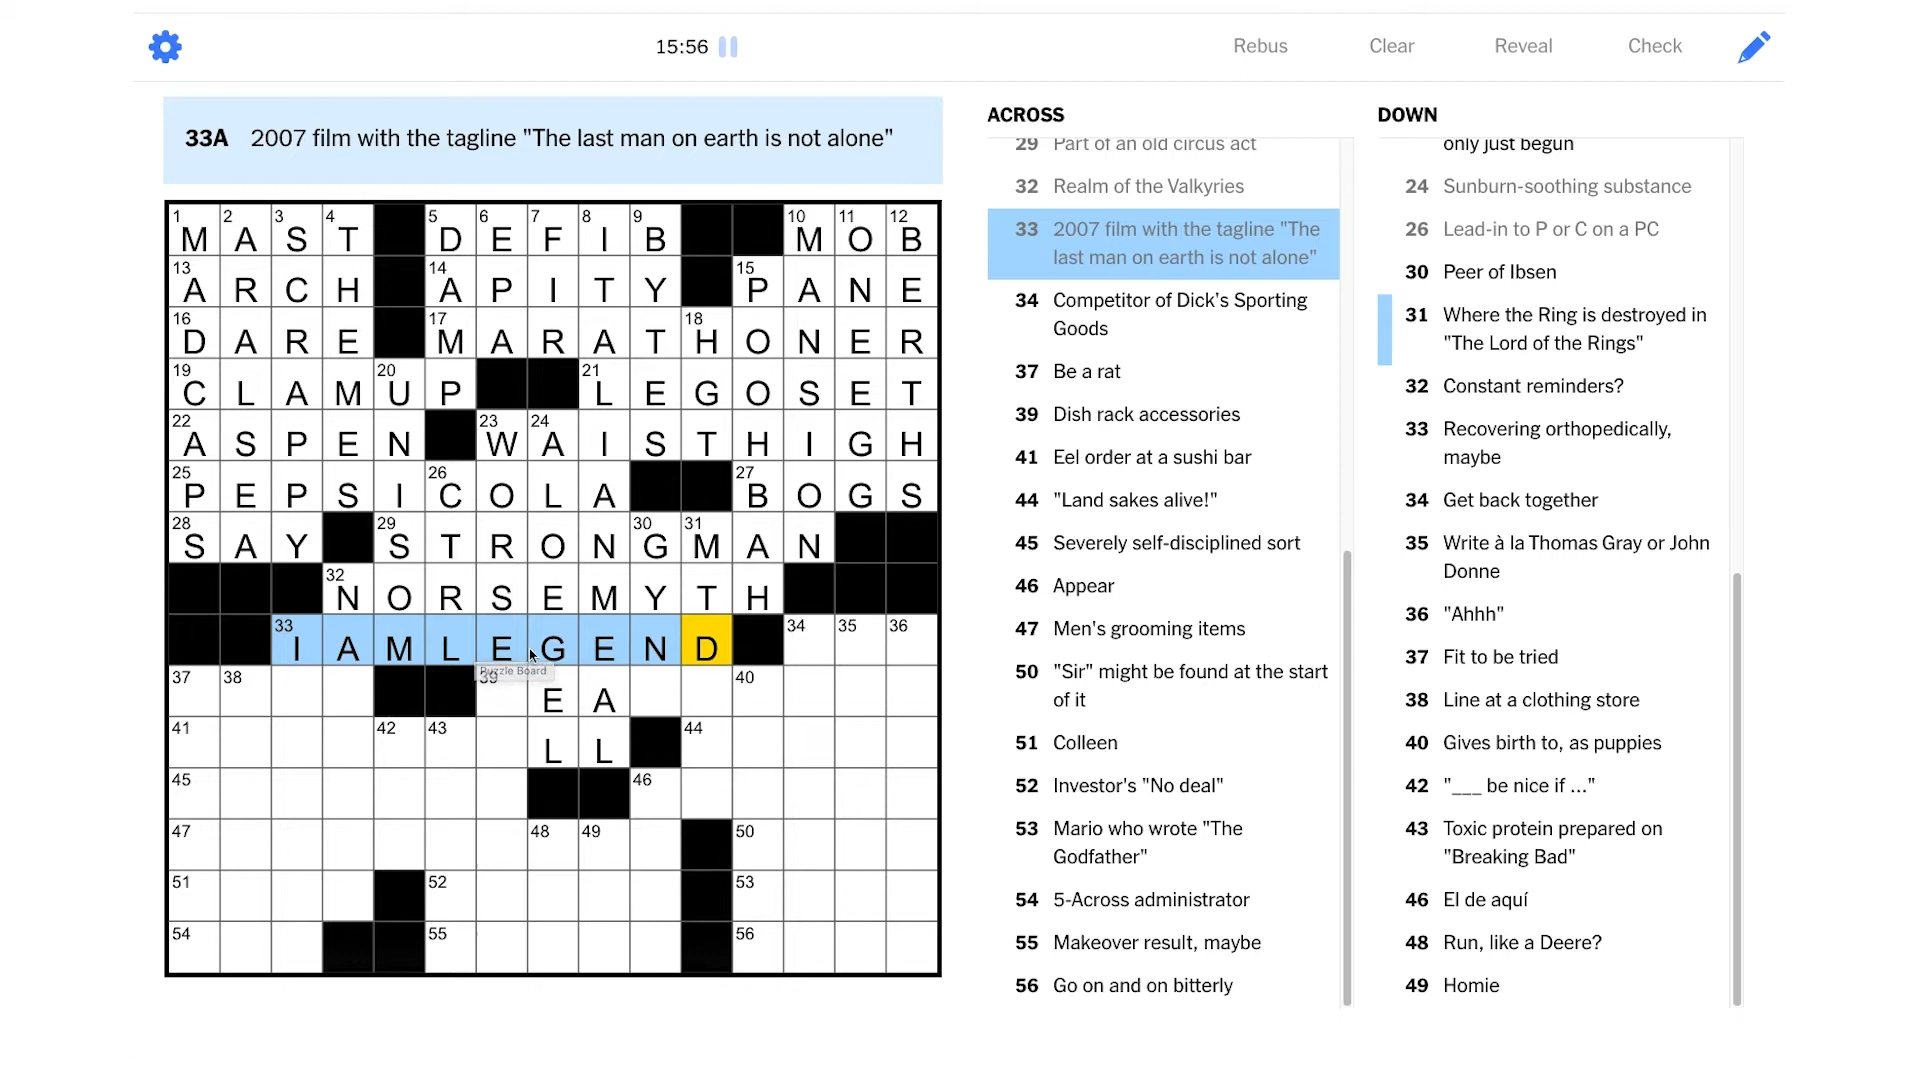 15:56
Rebus
Clear
Reveal
Check
33A 2007 film with the tagline "The last man on earth is not alone"
1 2 3 4 5 6 7 8 9 10 11 12
M A S T D E F I B M O B
13 14 15
A R C H A P I T Y P A N E
16 17 18
D A R E M A R A T H O N E R
19 20 21
C L A M U P L E G O S E T
22 23 24
A S P E N W A I S T H I G H
25 26 27
P E P S I C O L A B O G S
28 29 30 31
S A Y S T R O N G M A N
32
N O R S E M Y T H
33 34 35 36
I A M L E G E N D
Puzzle Board
37 38 39 40
E A
41 42 43 44
L L
45 46
47 48 49 50
51 52 53
54 55 56
ACROSS
29 Part of an old circus act
32 Realm of the Valkyries
33 2007 film with the tagline "The
last man on earth is not alone"
34 Competitor of Dick's Sporting
Goods
37 Be a rat
39 Dish rack accessories
41 Eel order at a sushi bar
44 "Land sakes alive!"
45 Severely self-disciplined sort
46 Appear
47 Men's grooming items
50 "Sir" might be found at the start
of it
51 Colleen
52 Investor's "No deal"
53 Mario who wrote "The
Godfather"
54 5-Across administrator
55 Makeover result, maybe
56 Go on and on bitterly
DOWN
only just begun
24 Sunburn-soothing substance
26 Lead-in to P or C on a PC
30 Peer of Ibsen
31 Where the Ring is destroyed in
"The Lord of the Rings"
32 Constant reminders?
33 Recovering orthopedically,
maybe
34 Get back together
35 Write à la Thomas Gray or John
Donne
36 "Ahhh"
37 Fit to be tried
38 Line at a clothing store
40 Gives birth to, as puppies
42 "___ be nice if ..."
43 Toxic protein prepared on
"Breaking Bad"
46 El de aquí
48 Run, like a Deere?
49 Homie